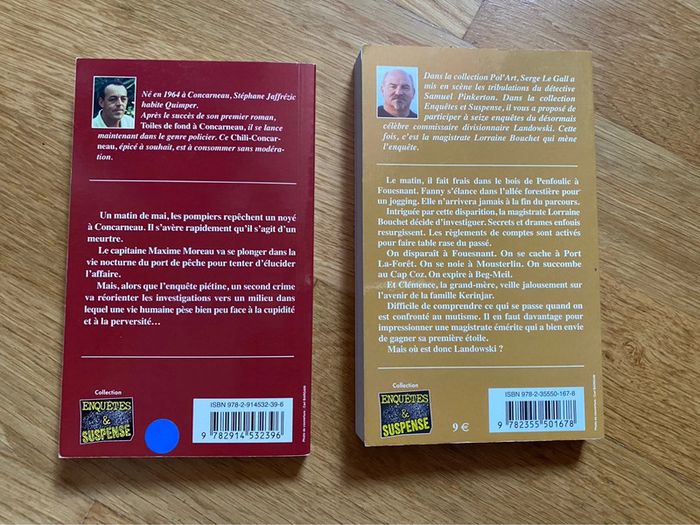 Né en 1964 à Concarneau, Stéphane Jaffrézic
habite Quimper.
Après le succès de son premier roman,
Toiles de fond à Concarneau, il se lance
maintenant dans le genre policier. Ce Chili-Concar-
neau, épicé à souhait, est à consommer sans modéra-
tion.
Un matin de mai, les pompiers repêchent un noyé
à Concarneau. Il s'avère rapidement qu'il s'agit d'un
meurtre.
Le capitaine Maxime Moreau va se plonger dans la
vie nocturne du port de pêche pour tenter d'élucider
l'affaire.
Mais, alors que l'enquête piétine, un second crime
va réorienter les investigations vers un milieu dans
lequel une vie humaine pèse bien peu face à la cupidité
et à la perversité...
Collection
ENQUÊTES &
SUSPENSE
ISBN 978-2-914532-39-6
9 782914 532396
Dans la collection Pol'Art, Serge Le Gall a
mis en scène les tribulations du détective
Samuel Pinkerton. Dans la collection
Enquêtes et Suspense, il vous a proposé de
participer à seize enquêtes du désormais
célèbre commissaire divisionnaire Landowski. Cette
fois, c'est la magistrate Lorraine Bouchet qui mène
l'enquête.
Le matin, il fait frais dans le bois de Penfoulic à
Fouesnant. Fanny s'élance dans l'allée forestière pour
un jogging. Elle n'arrivera jamais à la fin du parcours.
Intriguée par cette disparition, la magistrate Lorraine
Bouchet décide d'investiguer. Secrets et drames enfouis
resurgissent. Les règlements de comptes sont activés
pour faire table rase du passé.
On disparaît à Fouesnant. On se cache à Port
La-Forêt. On se noie à Mousterlin. On succombe
au Cap Coz. On expire à Beg-Meil.
Et Clémence, la grand-mère, veille jalousement sur
l'avenir de la famille Kerinjar.
Difficile de comprendre ce qui se passe quand on
est confronté au mutisme. Il en faut davantage pour
impressionner une magistrate émérite qui a bien envie
de gagner sa première étoile.
Mais où est donc Landowski ?
Collection
ENQUÊTES &
SUSPENSE
9 €
ISBN 978-2-35550-167-8
9 782355 501678